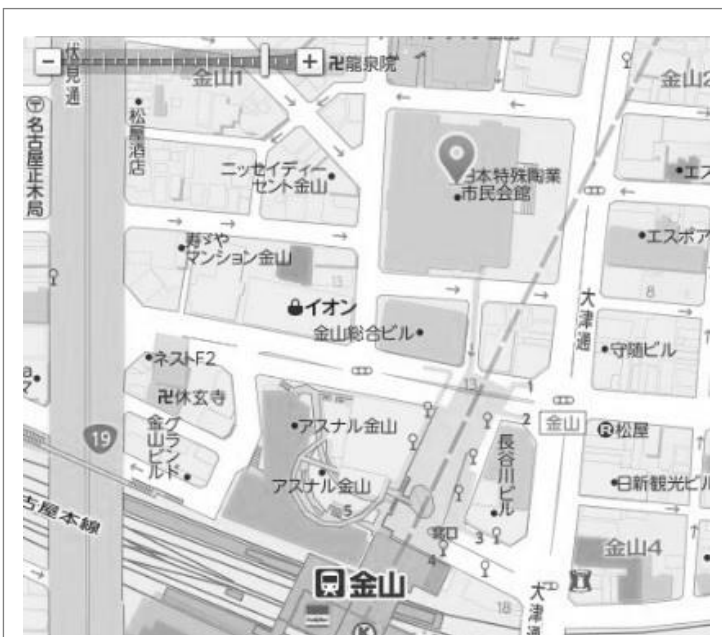 伏見通
金山1
卍龍泉院
金山2
名古屋正木局
松屋酒店
ニッセイディー
セント金山
日本特殊陶業
市民会館
エス
寿ゞや
マンション金山
13
エスポア
8
大津通
イオン
金山総合ビル
守随ビル
ネストF2
13
1
卍休玄寺
2
金山
松屋
アスナル金山
長谷川ビル
19
グランド
金山ビル
アスナル金山
日新観光ビル
5
古屋本線
3
4
金山4
金山
大津通
18